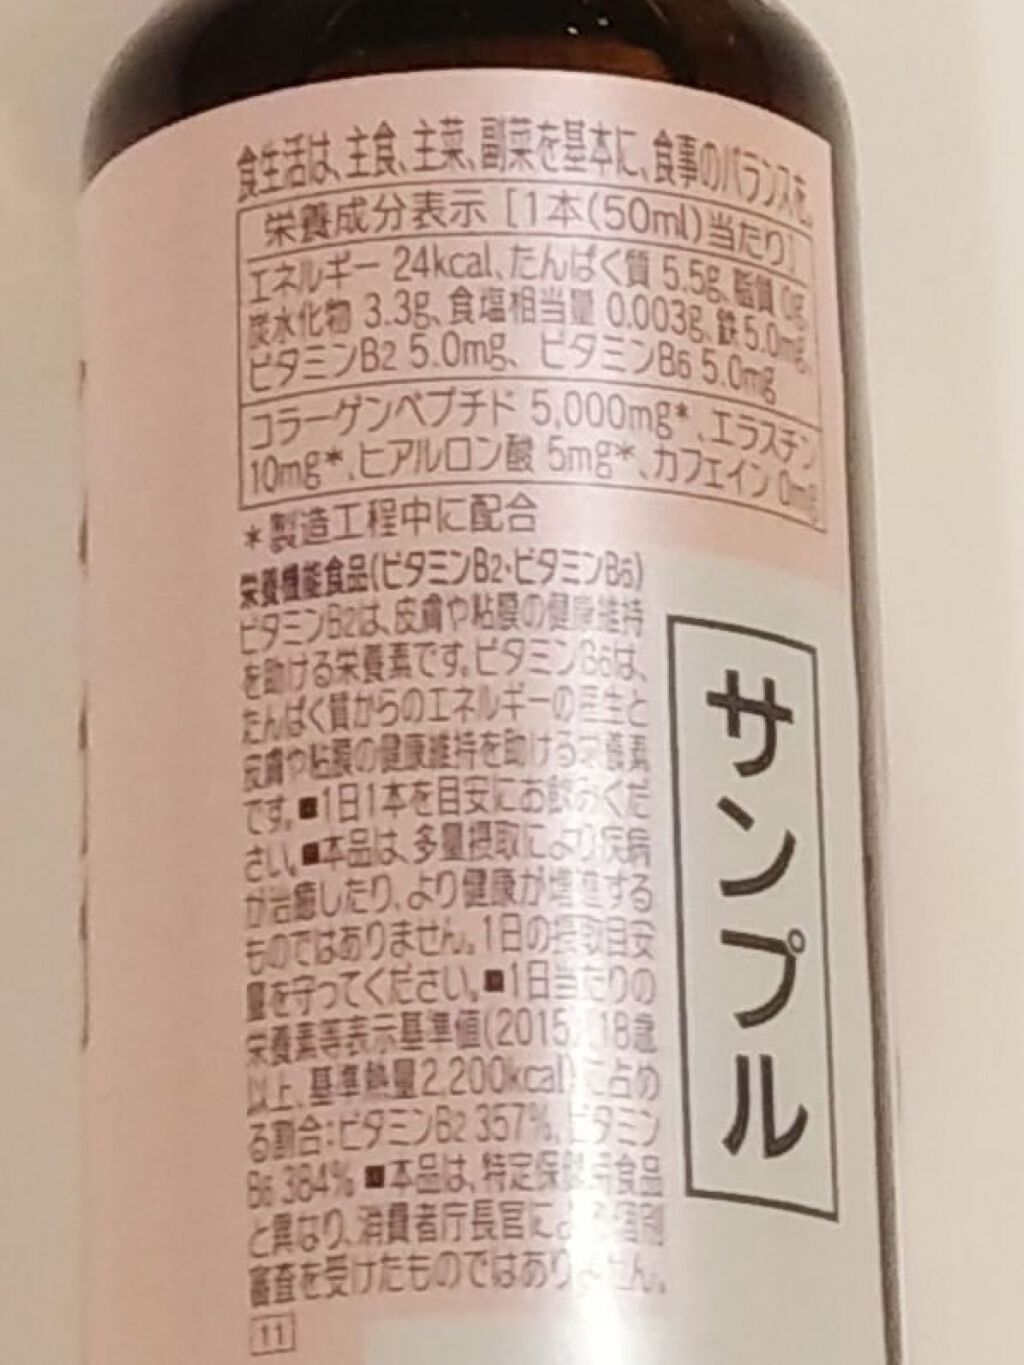 食生活は、主食、主菜、副菜を基本に、食事のバランスを。
栄養成分表示 [1本(50ml)当たり]
エネルギー 24kcal、たんぱく質 5.5g、脂質 0g、
炭水化物 3.3g、食塩相当量 0.003g、鉄 5.0mg、
ビタミンB2 5.0mg、ビタミンB6 5.0mg
コラーゲンペプチド 5,000mg*、エラスチン
10mg*、ヒアルロン酸 5mg*、カフェイン 0mg
*製造工程中に配合
栄養機能食品(ビタミンB2・ビタミンB6)
ビタミンB2は、皮膚や粘膜の健康維持
を助ける栄養素です。ビタミンB6は、
たんぱく質からのエネルギーの産生と
皮膚や粘膜の健康維持を助ける栄養素
です。■1日1本を目安にお飲みくだ
さい。■本品は、多量摂取により疾病
が治癒したり、より健康が増進する
ものではありません。1日の摂取目安
量を守ってください。■1日当たりの
栄養素等表示基準値(2015)(18歳
以上、基準熱量2,200kcal)に占め
る割合:ビタミンB2 357%、ビタミン
B6 384% ■本品は、特定保健用食品
と異なり、消費者庁長官による個別
審査を受けたものではありません。
11
サンプル